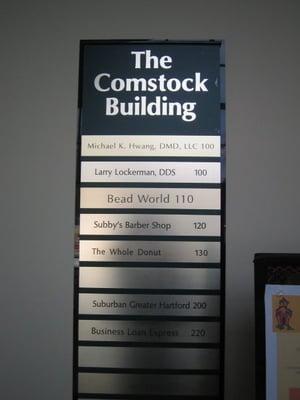 The
Comstock
Building
Michael K. Hwang, DMD, LLC 100
Larry Lockerman, DDS 100
Bead World 110
Subby's Barber Shop 120
The Whole Donut 130
Suburban Greater Hartford 200
Business Loan Express 220